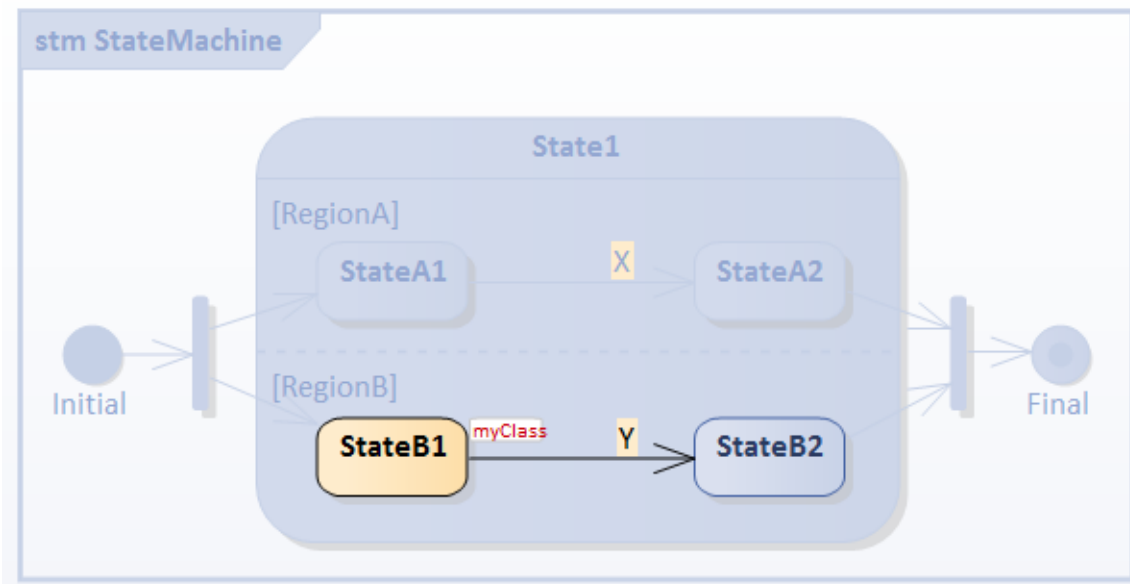 stm StateMachine
State1
[RegionA]
StateA1
X
StateA2
Initial
[RegionB]
Final
StateB1
myClass
Y
StateB2